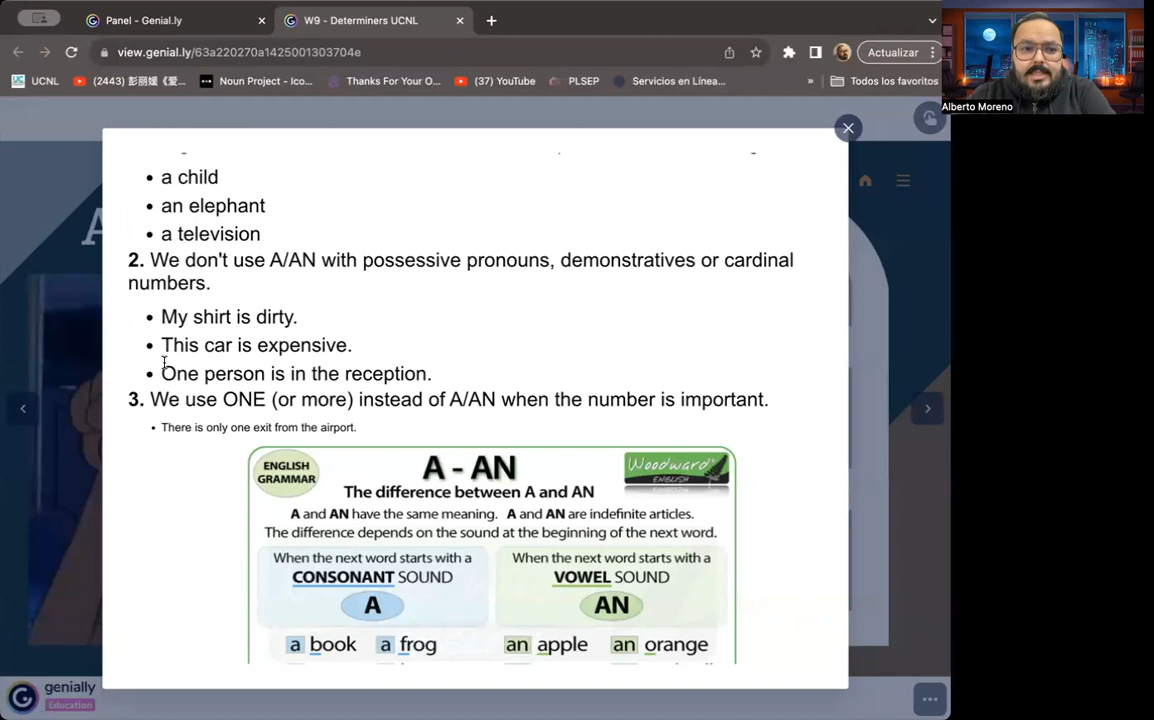 Panel - Genial.ly
W9 - Determiners UCNL
view.genial.ly/63a220270a14250013037​04e
Actualizar
UCNL
(2443) 彭丽媛《爱...
Noun Project - Ico...
Thanks For Your O...
(37) YouTube
PLSEP
Servicios en Línea...
»
Todos los favoritos
Alberto Moreno
A
• a child
• an elephant
• a television
2. We don't use A/AN with possessive pronouns, demonstratives or cardinal
numbers.
• My shirt is dirty.
• This car is expensive.
• One person is in the reception.
3. We use ONE (or more) instead of A/AN when the number is important.
• There is only one exit from the airport.
ENGLISH
GRAMMAR
A - AN
Woodward
ENGLISH
The difference between A and AN
A and AN have the same meaning. A and AN are indefinite articles.
The difference depends on the sound at the beginning of the next word.
When the next word starts with a
CONSONANT SOUND
A
When the next word starts with a
VOWEL SOUND
AN
a book a frog an apple an orange
genially
Education